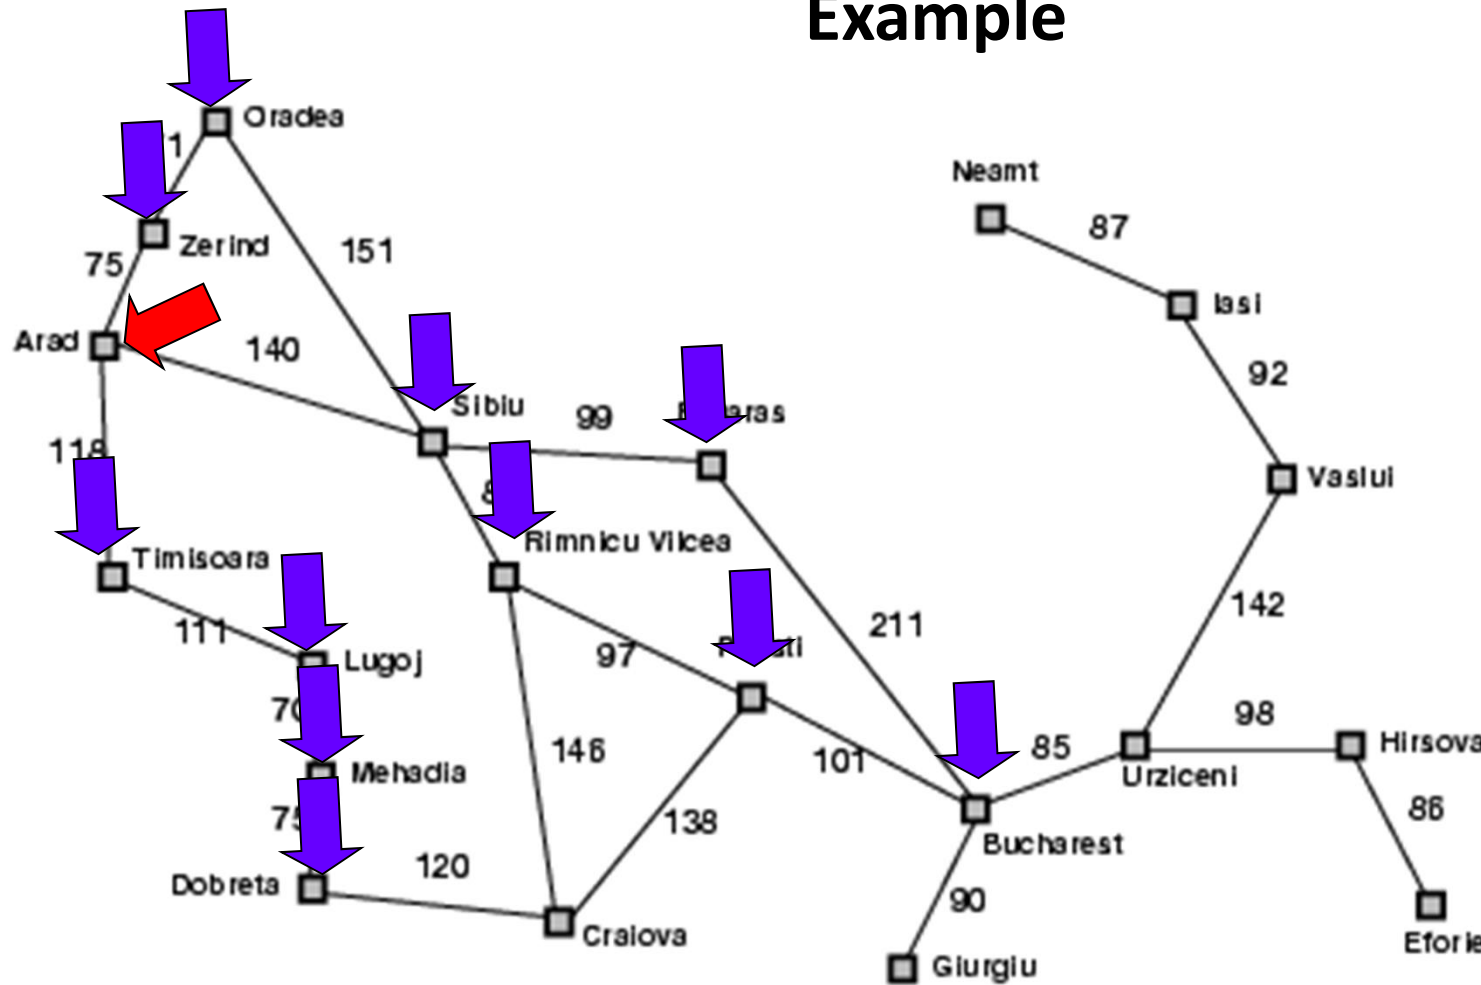 Example
Oradea
Neamt
87
Zerind
151
75
Iasi
Arad
140
92
Sibiu
99
118
Vaslui
Rimnicu Vilcea
Timisoara
142
211
111
97
Lugoj
98
146
85
Hirsova
101
Mehadia
Urziceni
86
138
Bucharest
120
Dobreta
90
Craiova
Eforie
Giurgiu